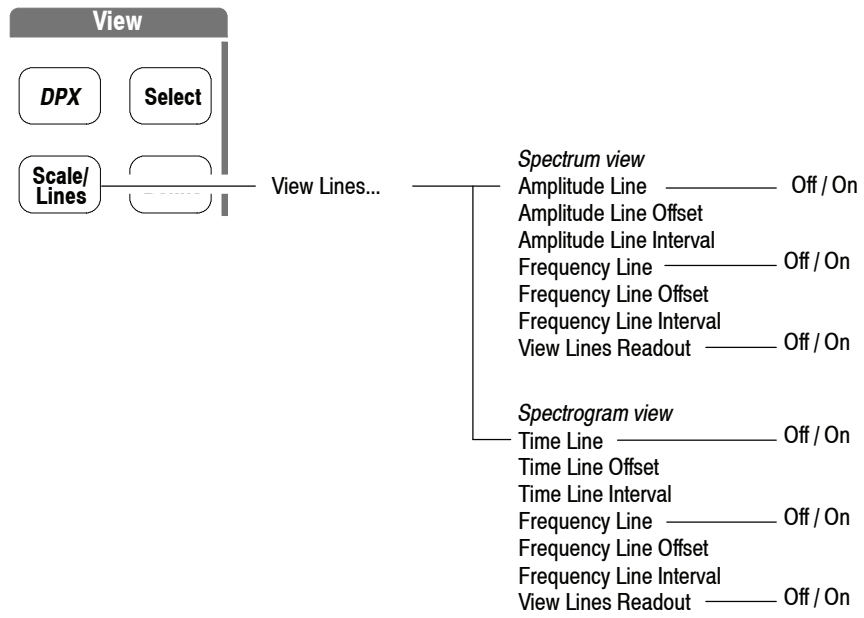 View
DPX Select
Scale/
Lines
View Lines...
Spectrum view
Amplitude Line Off / On
Amplitude Line Offset
Amplitude Line Interval
Frequency Line Off / On
Frequency Line Offset
Frequency Line Interval
View Lines Readout Off / On
Spectrogram view
Time Line Off / On
Time Line Offset
Time Line Interval
Frequency Line Off / On
Frequency Line Offset
Frequency Line Interval
View Lines Readout Off / On